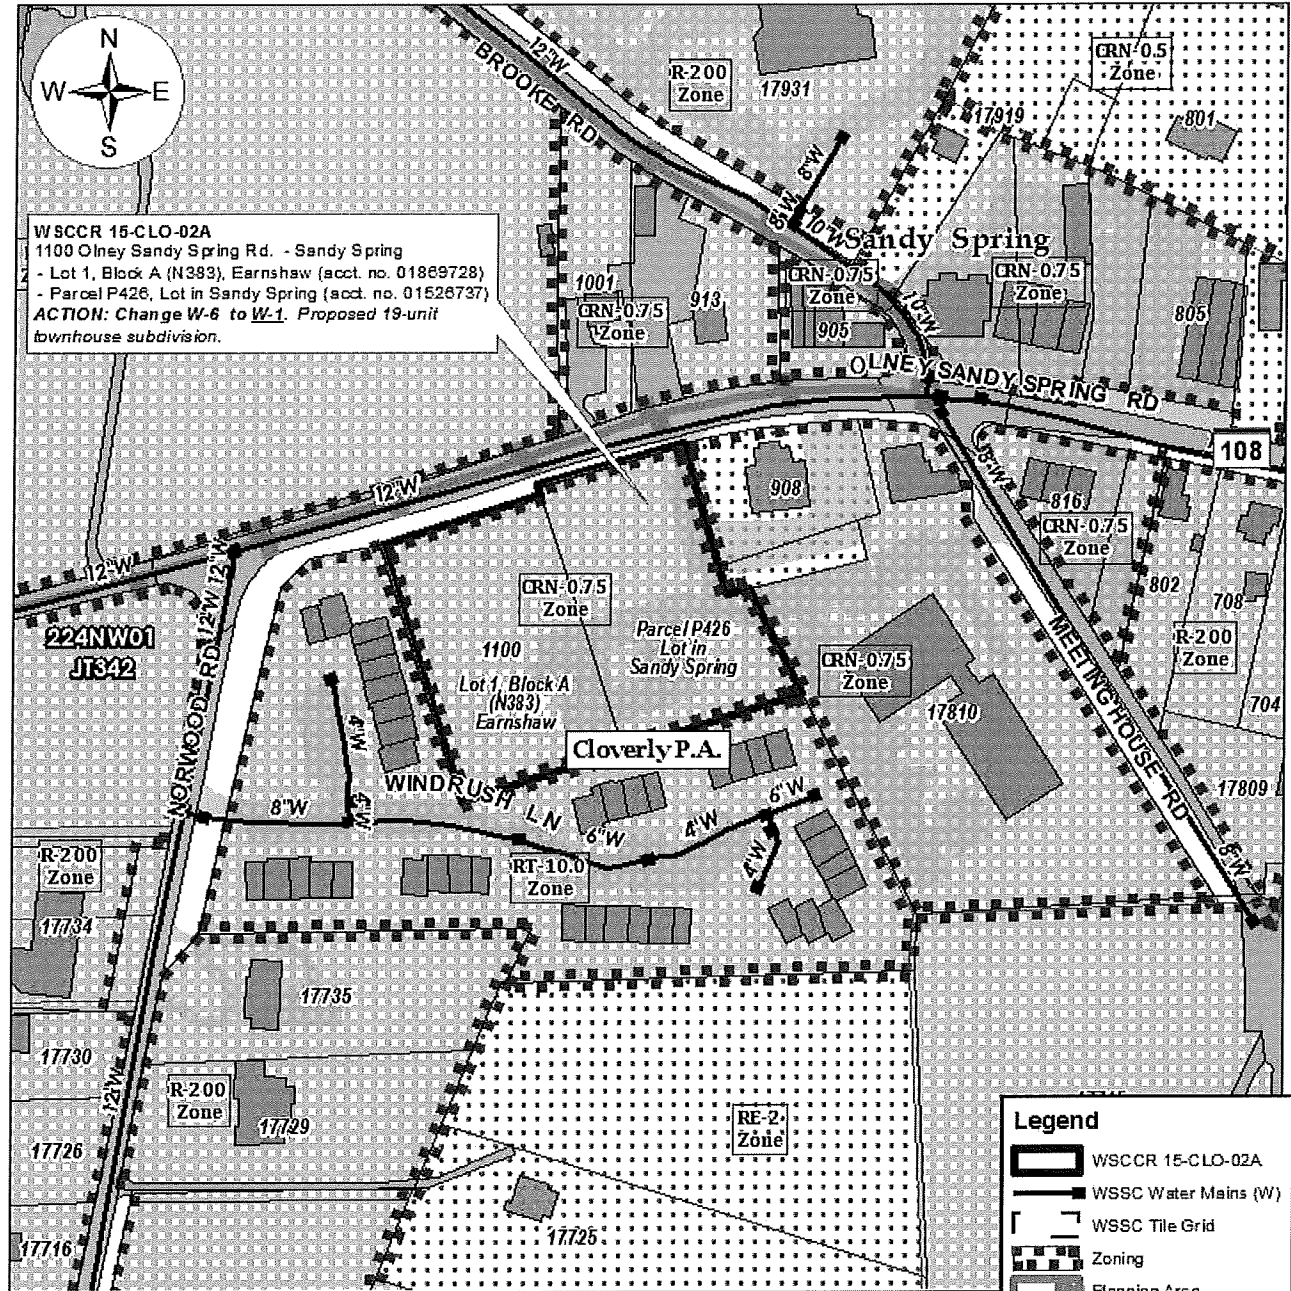 N
W E
S
WSCCR 15-CLO-02A
1100 Olney Sandy Spring Rd. - Sandy Spring
- Lot 1, Block A (N383), Earnshaw (acct. no. 01869728)
- Parcel P426, Lot in Sandy Spring (acct. no. 01526737)
ACTION: Change W-6 to W-1. Proposed 19-unit
townhouse subdivision.
12"W
BROOKE RD
R-200
Zone
17931
CRN-0.5
Zone
17919
801
8"W
8"W
10"W
Sandy Spring
CRN-0.75
Zone
CRN-0.75
Zone
10"W
1001
913
CRN-0.75
Zone
905
805
OLNEY SANDY SPRING RD
108
12"W
908
8"W
816
CRN-0.75
Zone
802
708
R-200
Zone
704
12"W
12"W
12"W
224NW01
JT342
NORWOOD RD
CRN-0.75
Zone
1100
Lot 1, Block A
(N383)
Earnshaw
Parcel P426
Lot in
Sandy Spring
CRN-0.75
Zone
17810
MEETINGHOUSE RD
17809
8"W
Cloverly P.A.
4"W
4"W
WINDRUSH LN
8"W
6"W
4"W
6"W
4"W
RT-10.0
Zone
R-200
Zone
17734
17735
17730
12"W
R-200
Zone
17729
17726
17716
RE-2
Zone
17725
Legend
WSCCR 15-CLO-02A
WSSC Water Mains (W)
WSSC Tile Grid
Zoning
Planning Area